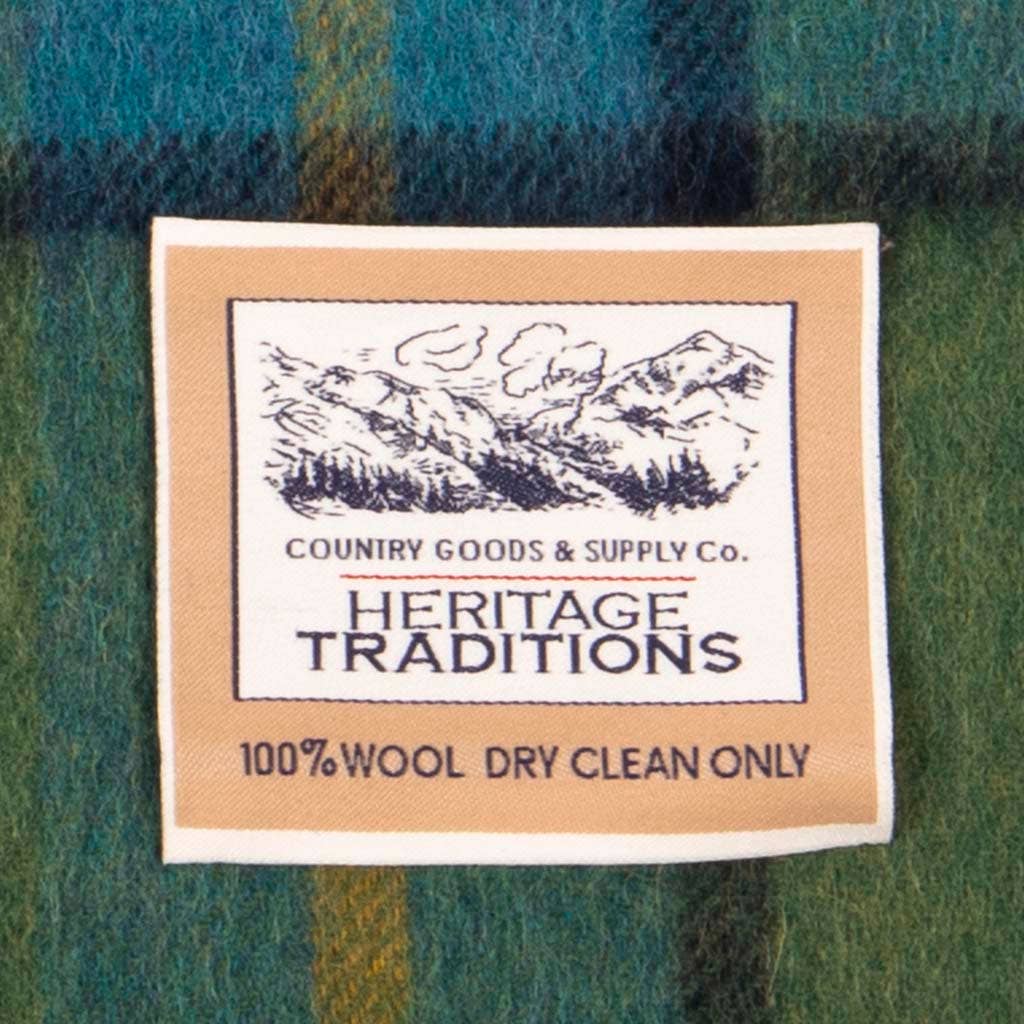 COUNTRY GOODS & SUPPLY Co.
HERITAGE
TRADITIONS
100% WOOL DRY CLEAN ONLY